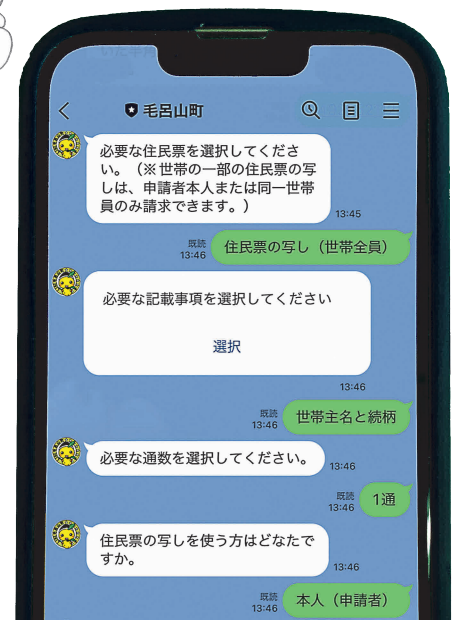 毛呂山町
必要な住民票を選択してくださ
い。（※世帯の一部の住民票の写
しは、申請者本人または同一世帯
員のみ請求できます。）
13:45
既読
13:46
住民票の写し（世帯全員）
必要な記載事項を選択してください
選択
13:46
既読
13:46
世帯主名と続柄
必要な通数を選択してください。
13:46
既読
13:46
1通
住民票の写しを使う方はどなたで
すか。
13:46
既読
13:46
本人（申請者）